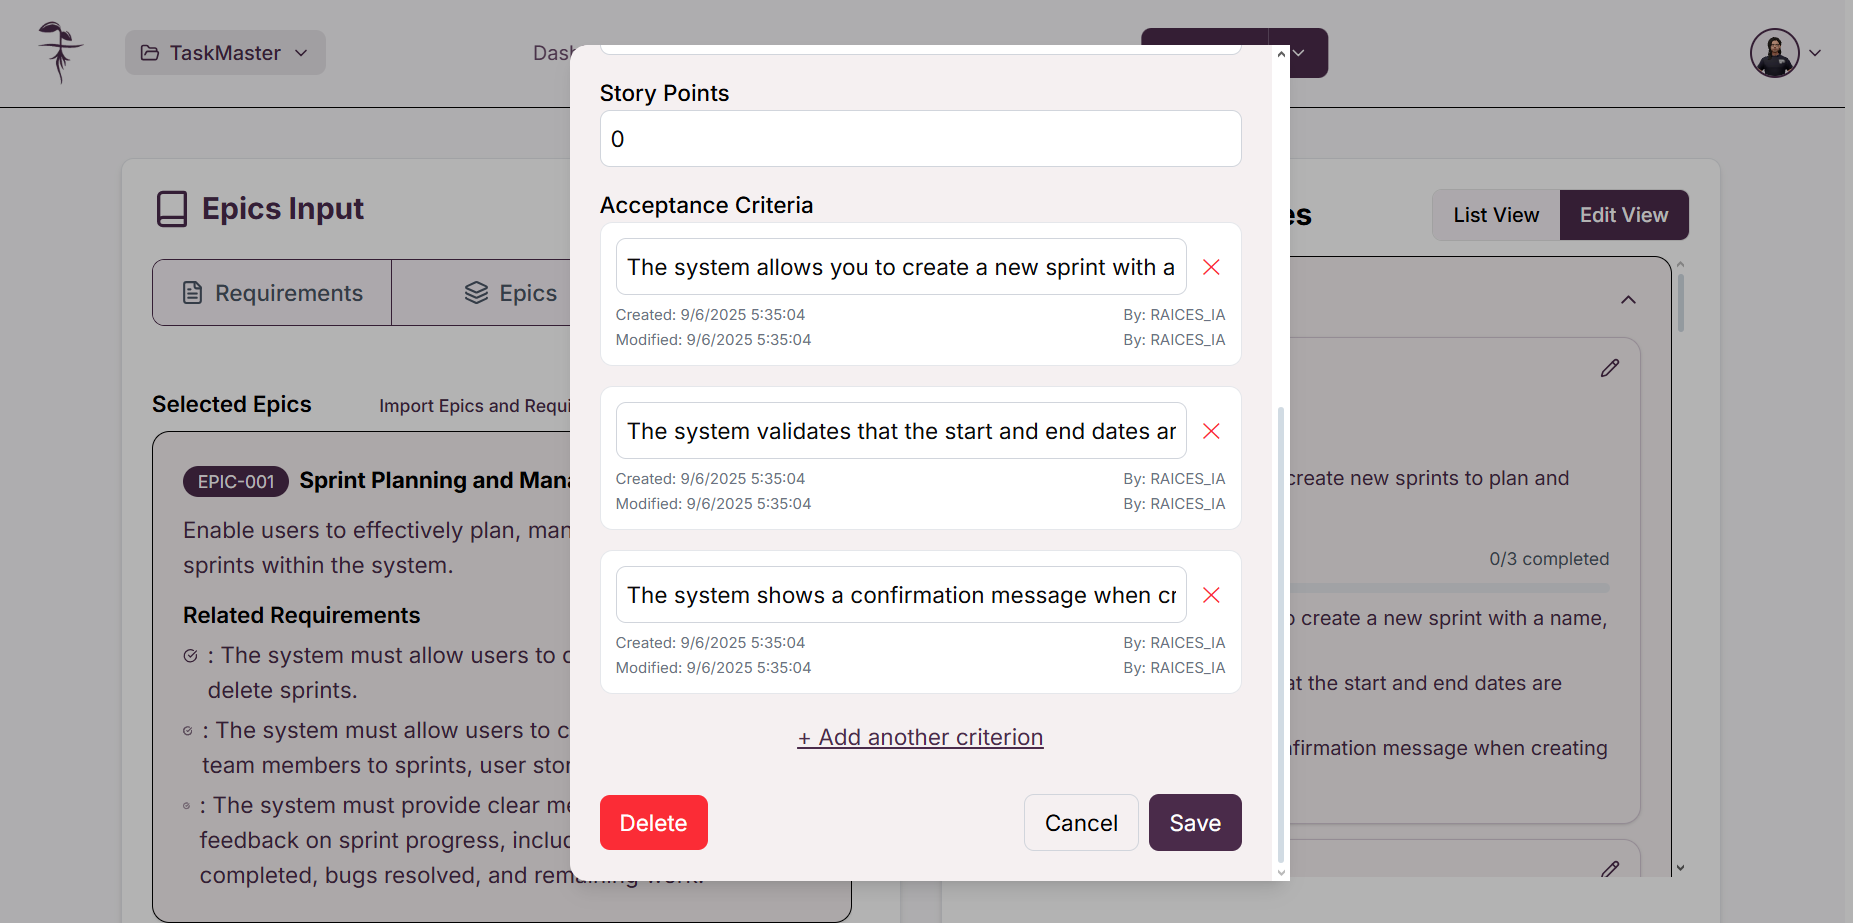 TaskMaster
Story Points
0
Acceptance Criteria
The system allows you to create a new sprint with a
Created: 9/6/2025 5:35:04
By: RAICES_IA
Modified: 9/6/2025 5:35:04
By: RAICES_IA
The system validates that the start and end dates ar
Created: 9/6/2025 5:35:04
By: RAICES_IA
Modified: 9/6/2025 5:35:04
By: RAICES_IA
The system shows a confirmation message when cr
Created: 9/6/2025 5:35:04
By: RAICES_IA
Modified: 9/6/2025 5:35:04
By: RAICES_IA
+ Add another criterion
Delete
Cancel
Save
Epics Input
Requirements
Epics
Selected Epics
Import Epics and Requi
EPIC-001
Sprint Planning and Mana
Enable users to effectively plan, man
sprints within the system.
Related Requirements
: The system must allow users to c
delete sprints.
: The system must allow users to c
team members to sprints, user stor
: The system must provide clear me
feedback on sprint progress, includ
completed, bugs resolved, and remaining work.
List View
Edit View
create new sprints to plan and
0/3 completed
to create a new sprint with a name,
at the start and end dates are
firmation message when creating